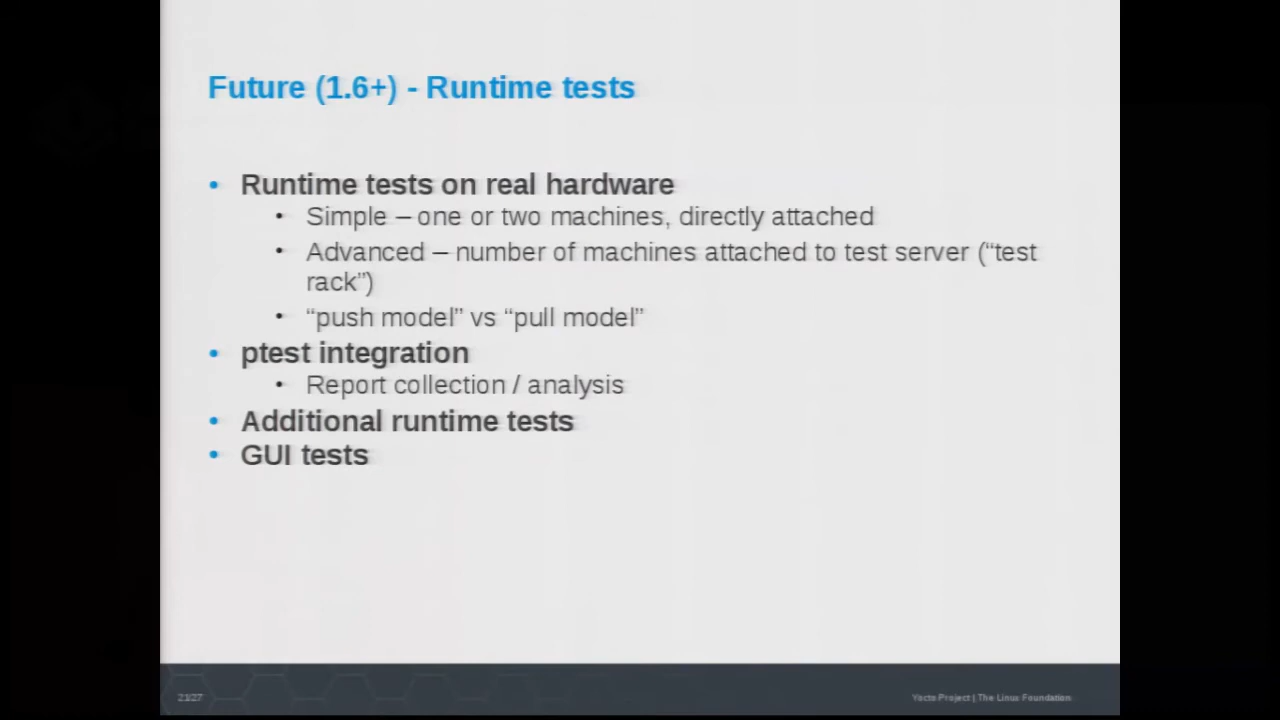 Future (1.6+) - Runtime tests
• Runtime tests on real hardware
• Simple – one or two machines, directly attached
• Advanced – number of machines attached to test server (“test
rack”)
• “push model” vs “pull model”
• ptest integration
• Report collection / analysis
• Additional runtime tests
• GUI tests
21/27
Yocto Project | The Linux Foundation